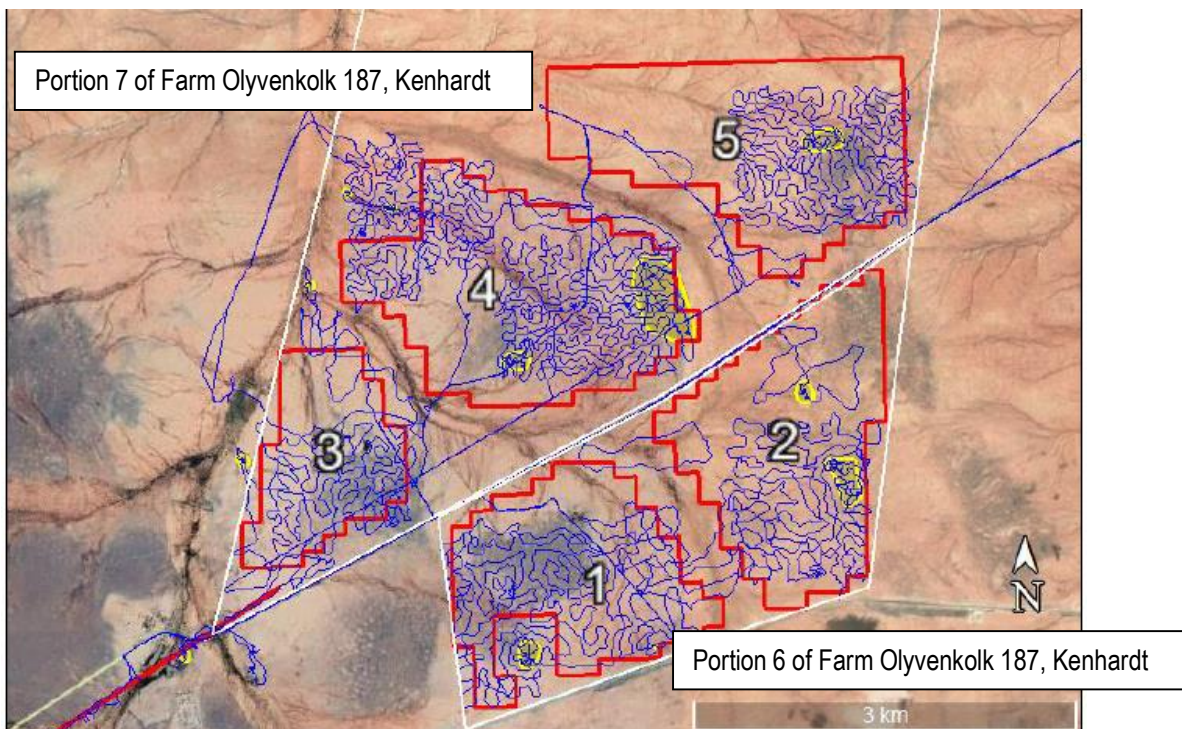 Portion 7 of Farm Olyvenkolk 187, Kenhardt
5
4
3
2
1
N
Portion 6 of Farm Olyvenkolk 187, Kenhardt
3 km